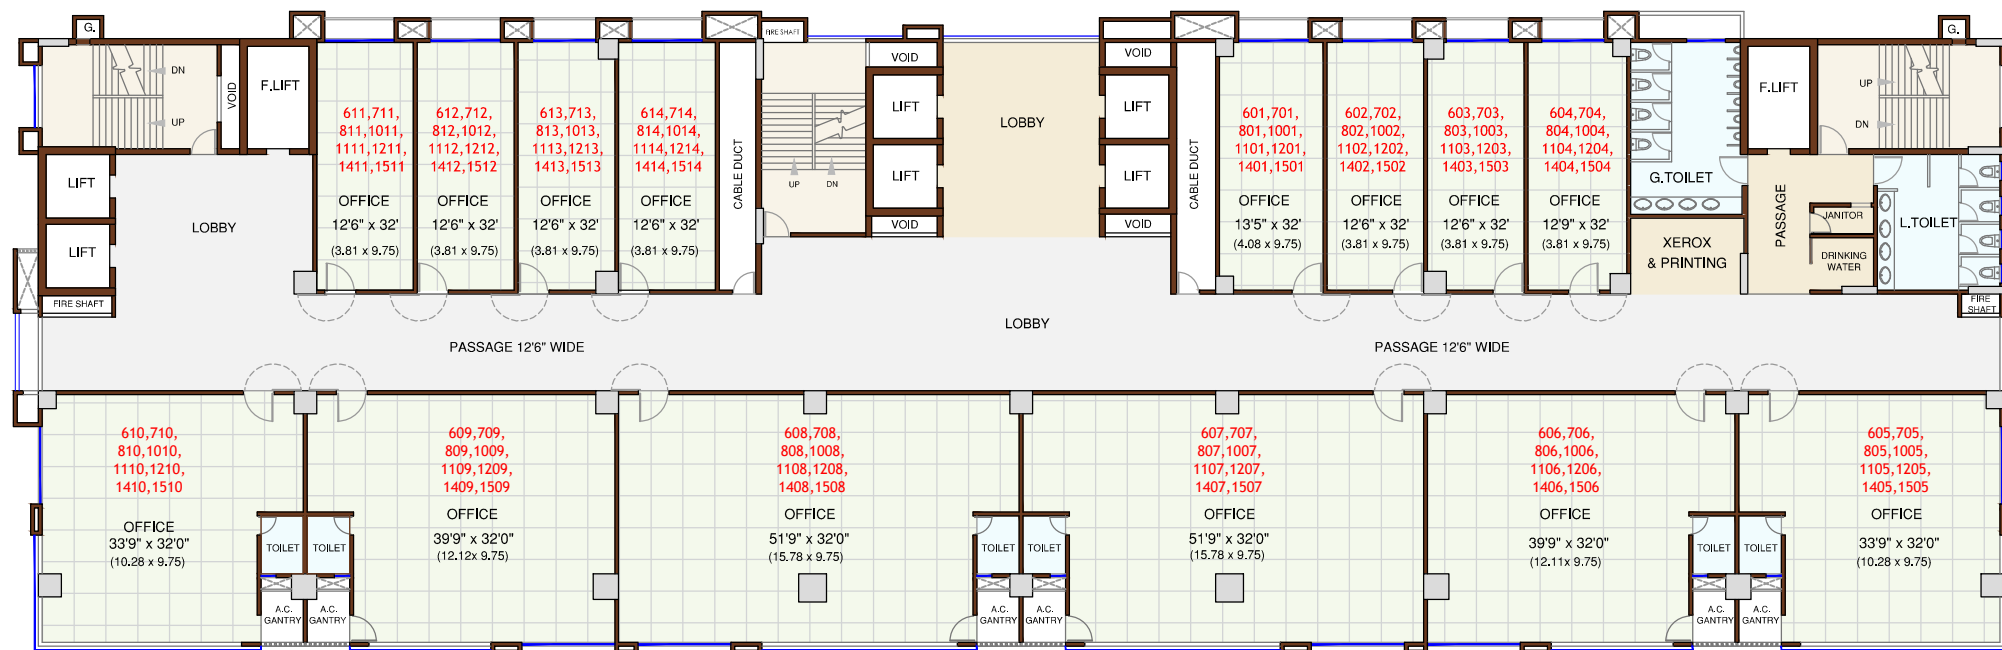 G.
DN
UP
VOID
F.LIFT
LIFT
LIFT
FIRE SHAFT
LOBBY
611,711,
811,1011,
1111,1211,
1411,1511
OFFICE
12'6" x 32'
(3.81 x 9.75)
612,712,
812,1012,
1112,1212,
1412,1512
OFFICE
12'6" x 32'
(3.81 x 9.75)
613,713,
813,1013,
1113,1213,
1413,1513
OFFICE
12'6" x 32'
(3.81 x 9.75)
614,714,
814,1014,
1114,1214,
1414,1514
OFFICE
12'6" x 32'
(3.81 x 9.75)
CABLE DUCT
FIRE SHAFT
UP
DN
VOID
LIFT
LIFT
VOID
LOBBY
VOID
LIFT
LIFT
VOID
CABLE DUCT
601,701,
801,1001,
1101,1201,
1401,1501
OFFICE
13'5" x 32'
(4.08 x 9.75)
602,702,
802,1002,
1102,1202,
1402,1502
OFFICE
12'6" x 32'
(3.81 x 9.75)
603,703,
803,1003,
1103,1203,
1403,1503
OFFICE
12'6" x 32'
(3.81 x 9.75)
604,704,
804,1004,
1104,1204,
1404,1504
OFFICE
12'9" x 32'
(3.81 x 9.75)
G.TOILET
XEROX
& PRINTING
F.LIFT
PASSAGE
G.
UP
DN
JANITOR
DRINKING
WATER
L.TOILET
FIRE
SHAFT
LOBBY
PASSAGE 12'6" WIDE
PASSAGE 12'6" WIDE
610,710,
810,1010,
1110,1210,
1410,1510
OFFICE
33'9" x 32'0"
(10.28 x 9.75)
TOILET
A.C.
GANTRY
TOILET
A.C.
GANTRY
609,709,
809,1009,
1109,1209,
1409,1509
OFFICE
39'9" x 32'0"
(12.12x 9.75)
608,708,
808,1008,
1108,1208,
1408,1508
OFFICE
51'9" x 32'0"
(15.78 x 9.75)
TOILET
A.C.
GANTRY
TOILET
A.C.
GANTRY
607,707,
807,1007,
1107,1207,
1407,1507
OFFICE
51'9" x 32'0"
(15.78 x 9.75)
606,706,
806,1006,
1106,1206,
1406,1506
OFFICE
39'9" x 32'0"
(12.11x 9.75)
TOILET
A.C.
GANTRY
TOILET
A.C.
GANTRY
605,705,
805,1005,
1105,1205,
1405,1505
OFFICE
33'9" x 32'0"
(10.28 x 9.75)